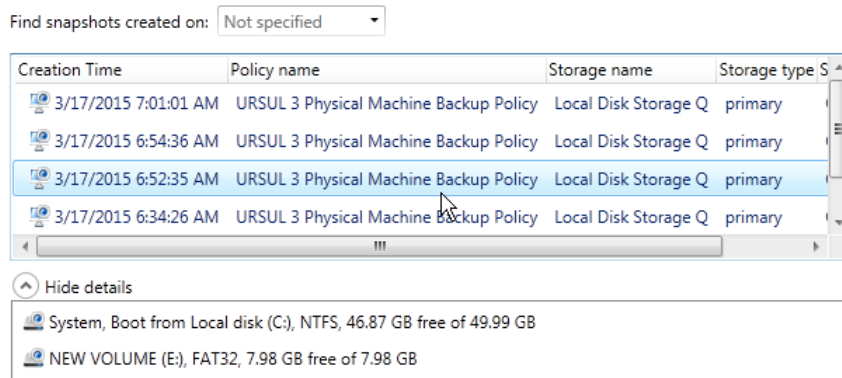 Find snapshots created on: Not specified
Creation Time Policy name Storage name Storage type S
3/17/2015 7:01:01 AM URSUL 3 Physical Machine Backup Policy Local Disk Storage Q primary
3/17/2015 6:54:36 AM URSUL 3 Physical Machine Backup Policy Local Disk Storage Q primary
3/17/2015 6:52:35 AM URSUL 3 Physical Machine Backup Policy Local Disk Storage Q primary
3/17/2015 6:34:26 AM URSUL 3 Physical Machine Backup Policy Local Disk Storage Q primary
Hide details
System, Boot from Local disk (C:), NTFS, 46.87 GB free of 49.99 GB
NEW VOLUME (E:), FAT32, 7.98 GB free of 7.98 GB